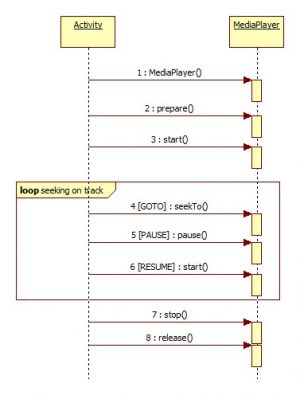 Activity
MediaPlayer
1 : MediaPlayer()
2 : prepare()
3 : start()
loop seeking on track
4 [GOTO] : seekTo()
5 [PAUSE] : pause()
6 [RESUME] : start()
7 : stop()
8 : release()